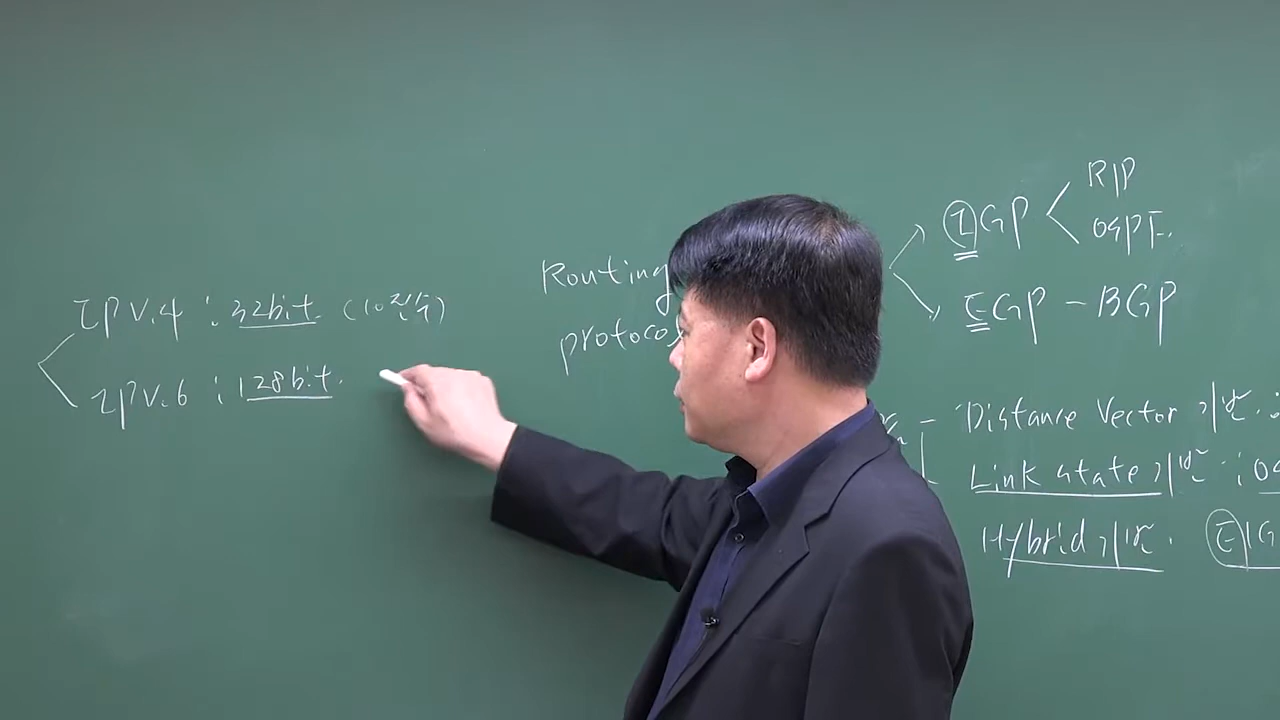 IPV.4 : 32bit. (10진수)
IPV.6 : 128bit.
Routing
protocol
IGP
RIP
OSPF.
EGP - BGP
- Distance Vector 기반 :
Link state 기반 : OS
Hybrid 기반. EIG